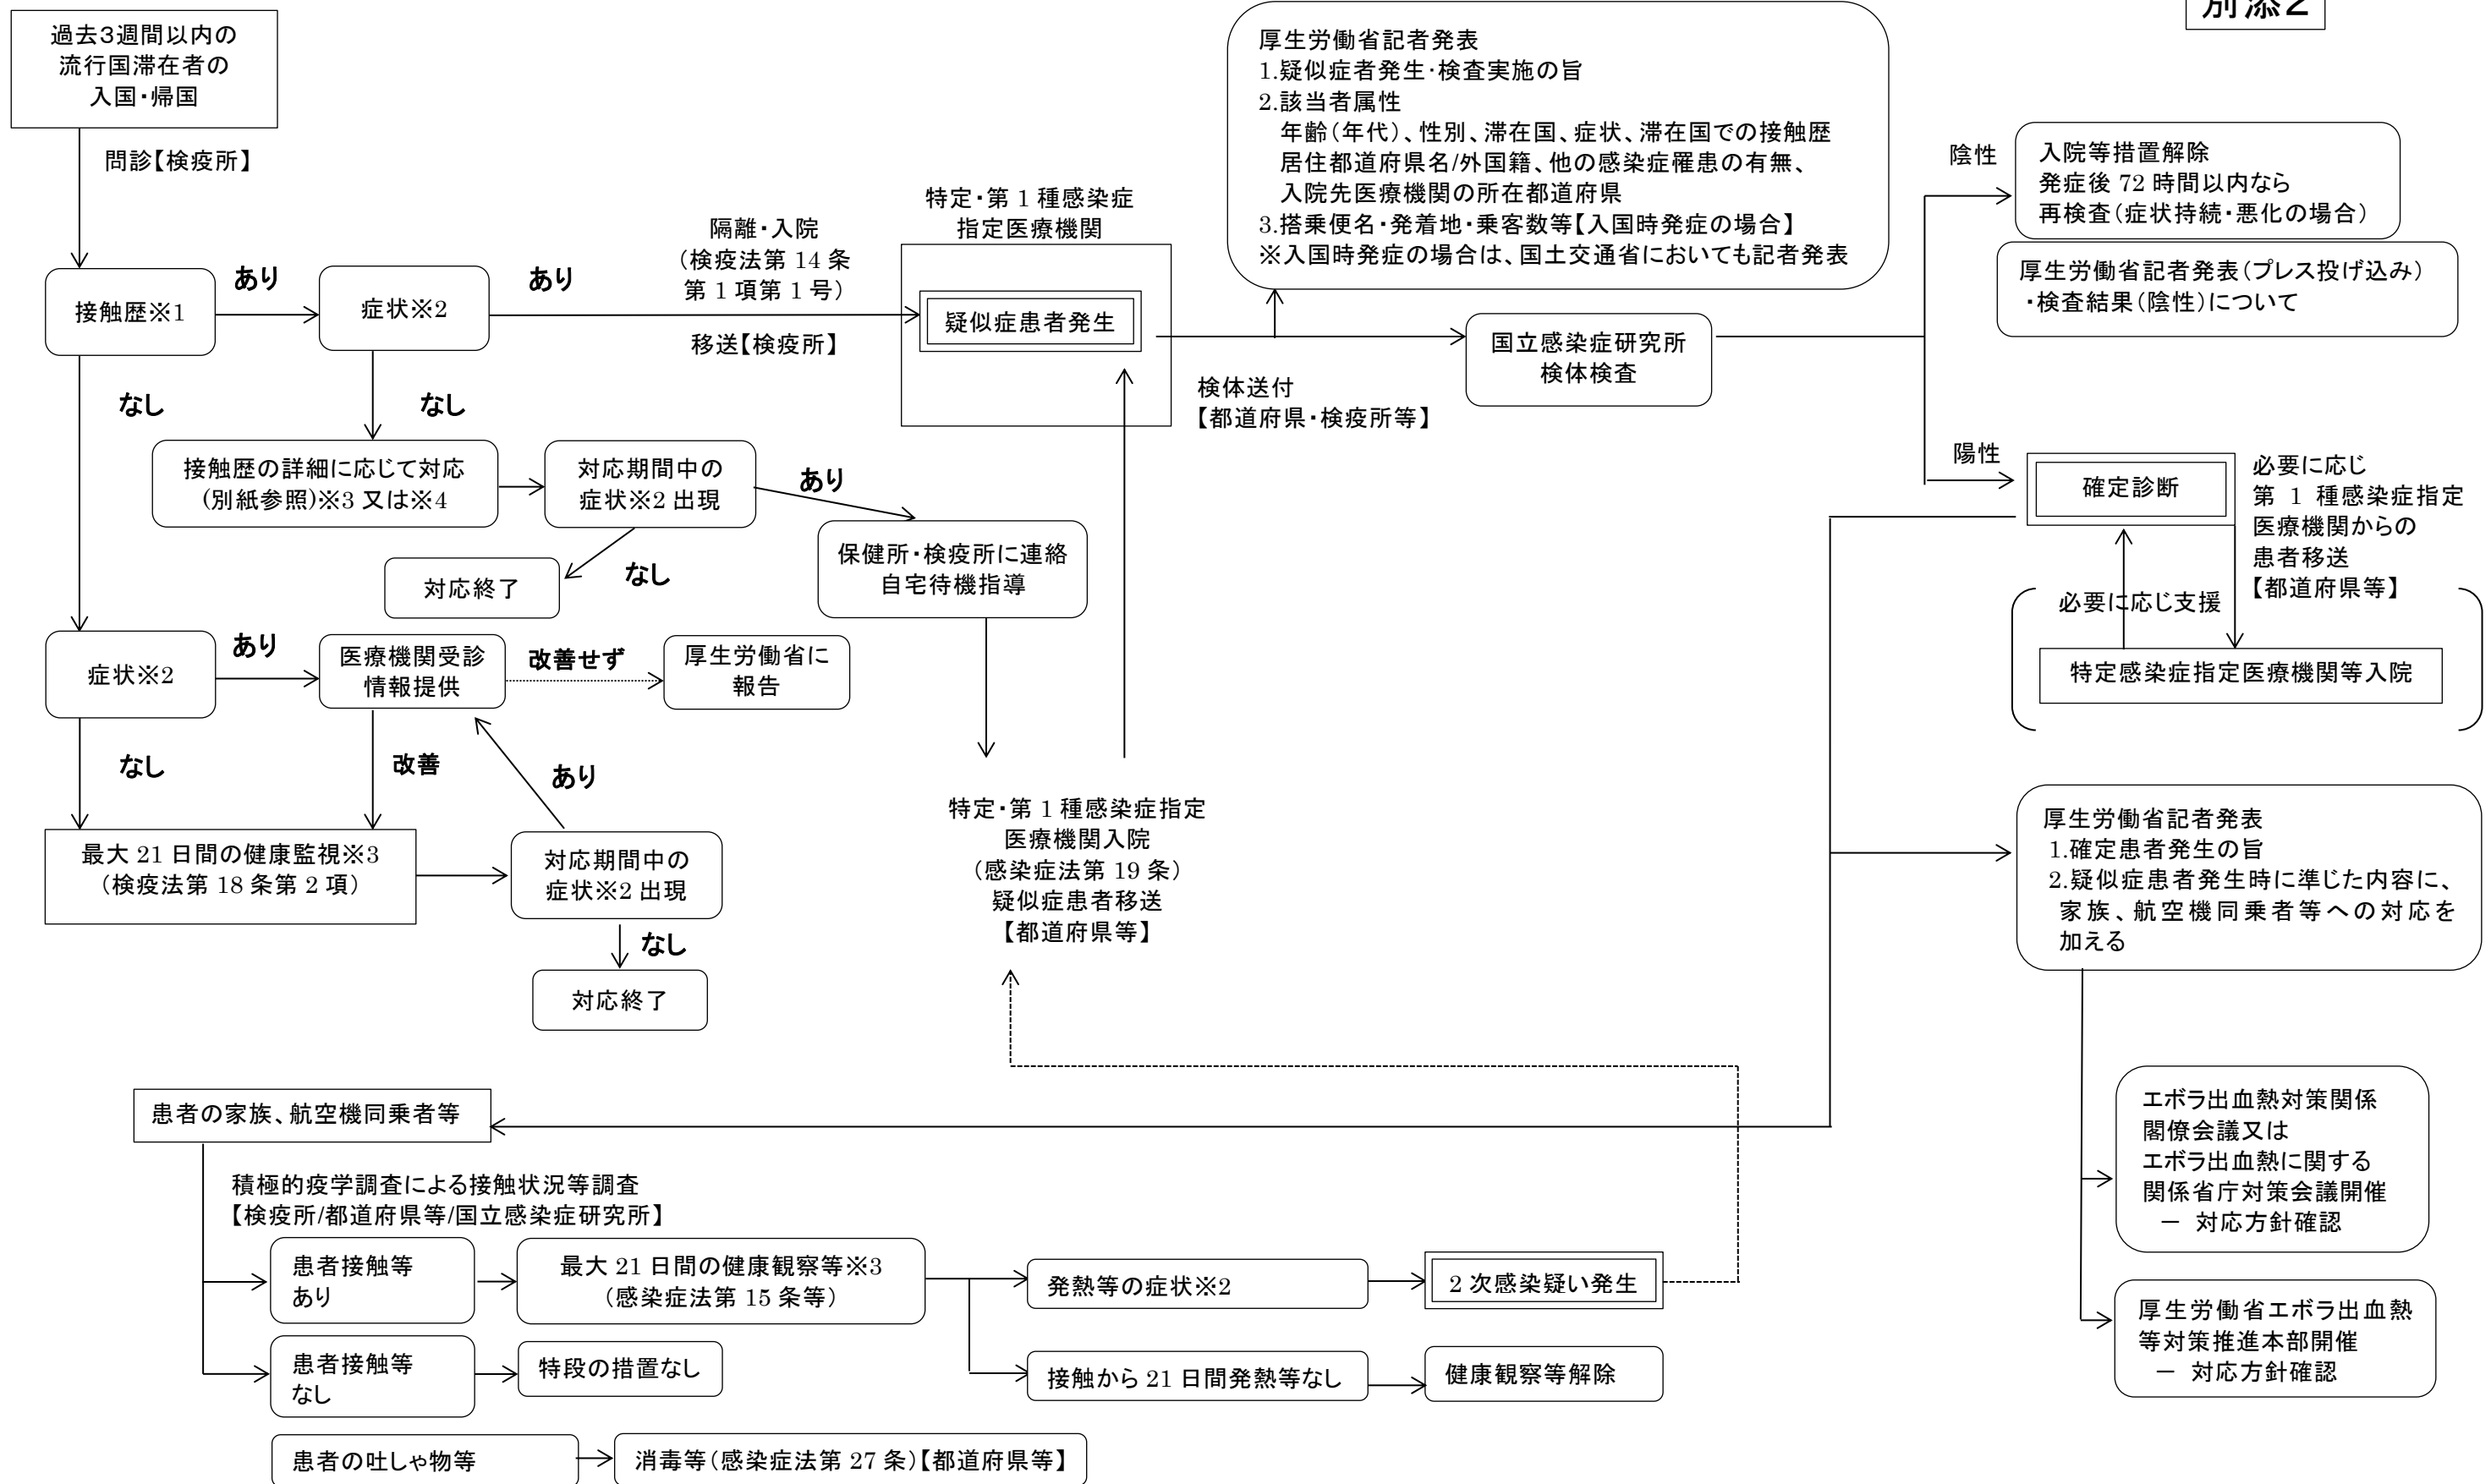 別添2
過去3週間以内の
流行国滞在者の
入国・帰国
問診【検疫所】
接触歴※1
あり
症状※2
あり
隔離・入院
（検疫法第 14 条
第 1 項第 1 号）
移送【検疫所】
特定・第 1 種感染症
指定医療機関
疑似症患者発生
厚生労働省記者発表
1.疑似症者発生・検査実施の旨
2.該当者属性
年齢（年代）、性別、滞在国、症状、滞在国での接触歴
居住都道府県名/外国籍、他の感染症罹患の有無、
入院先医療機関の所在都道府県
3.搭乗便名・発着地・乗客数等【入国時発症の場合】
※入国時発症の場合は、国土交通省においても記者発表
検体送付
【都道府県・検疫所等】
国立感染症研究所
検体検査
陰性
入院等措置解除
発症後 72 時間以内なら
再検査（症状持続・悪化の場合）
厚生労働省記者発表（プレス投げ込み）
・検査結果（陰性）について
陽性
確定診断
必要に応じ
第 1 種感染症指定
医療機関からの
患者移送
【都道府県等】
必要に応じ支援
特定感染症指定医療機関等入院
なし
なし
接触歴の詳細に応じて対応
(別紙参照)※3 又は※4
対応期間中の
症状※2 出現
あり
なし
対応終了
保健所・検疫所に連絡
自宅待機指導
症状※2
あり
医療機関受診
情報提供
改善せず
厚生労働省に
報告
なし
改善
あり
最大 21 日間の健康監視※3
（検疫法第 18 条第 2 項）
対応期間中の
症状※2 出現
なし
対応終了
特定・第 1 種感染症指定
医療機関入院
（感染症法第 19 条）
疑似症患者移送
【都道府県等】
厚生労働省記者発表
1.確定患者発生の旨
2.疑似症患者発生時に準じた内容に、
家族、航空機同乗者等への対応を
加える
エボラ出血熱対策関係
閣僚会議又は
エボラ出血熱に関する
関係省庁対策会議開催
－ 対応方針確認
厚生労働省エボラ出血熱
等対策推進本部開催
－ 対応方針確認
患者の家族、航空機同乗者等
積極的疫学調査による接触状況等調査
【検疫所/都道府県等/国立感染症研究所】
患者接触等
あり
最大 21 日間の健康観察等※3
（感染症法第 15 条等）
発熱等の症状※2
2 次感染疑い発生
患者接触等
なし
特段の措置なし
接触から 21 日間発熱等なし
健康観察等解除
患者の吐しゃ物等
消毒等（感染症法第 27 条）【都道府県等】